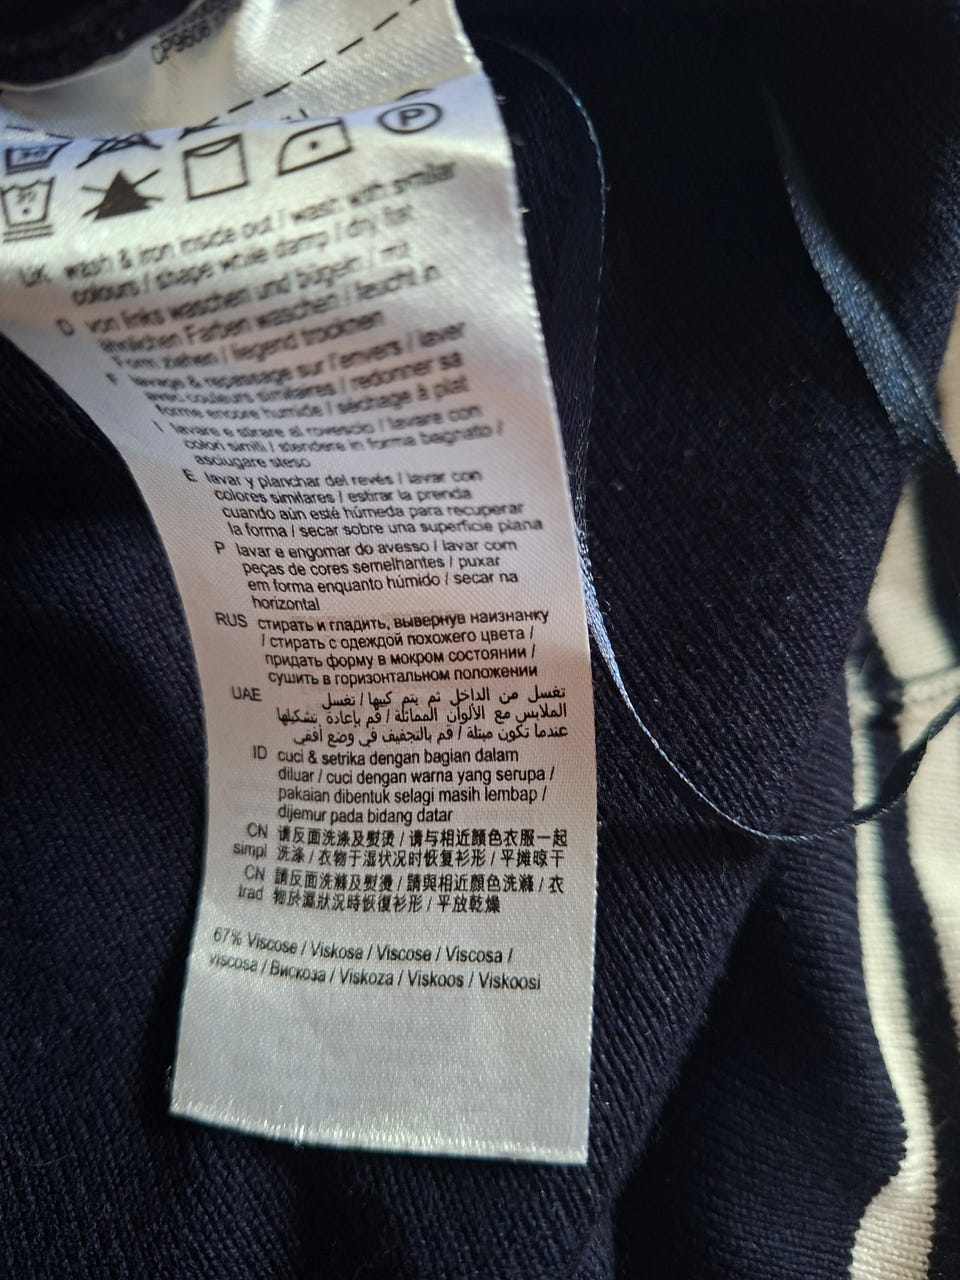 30
P
30
UK wash & iron inside out / wash with similar
colours / shape while damp / dry flat
D von links waschen und bügeln / mit
ähnlichen Farben waschen / feucht in
Form ziehen / liegend trocknen
F lavage & repassage sur l'envers / laver
avec couleurs similaires / redonner sa
forme encore humide / séchage à plat
I lavare e stirare al rovescio / lavare con
colori simili / stendere in forma bagnato /
asciugare steso
E lavar y planchar del revés / lavar con
colores similares / estirar la prenda
cuando aún esté húmeda para recuperar
la forma / secar sobre una superficie plana
P lavar e engomar do avesso / lavar com
peças de cores semelhantes / puxar
em forma enquanto húmido / secar na
horizontal
RUS стирать и гладить, вывернув наизнанку
/ стирать с одеждой похожего цвета /
придать форму в мокром состоянии /
сушить в горизонтальном положении
UAE تغسل من الداخل ثم يتم كيها / تغسل
الملابس مع الألوان المماثلة / قم بإعادة تشكيلها
عندما تكون مبتلة / قم بالتجفيف في وضع أفقي
ID cuci & setrika dengan bagian dalam
diluar / cuci dengan warna yang serupa /
pakaian dibentuk selagi masih lembap /
dijemur pada bidang datar
CN 请反面洗涤及熨烫 / 请与相近颜色衣服一起
simpl 洗涤 / 衣物于湿状况时恢复衫形 / 平摊晾干
CN 請反面洗滌及熨燙 / 請與相近顏色洗滌 / 衣
trad 物於濕狀況時恢復衫形 / 平放乾燥
67% Viscose / Viskose / Viscose / Viscosa /
viscosa / Вискоза / Viskoza / Viskoos / Viskoosi